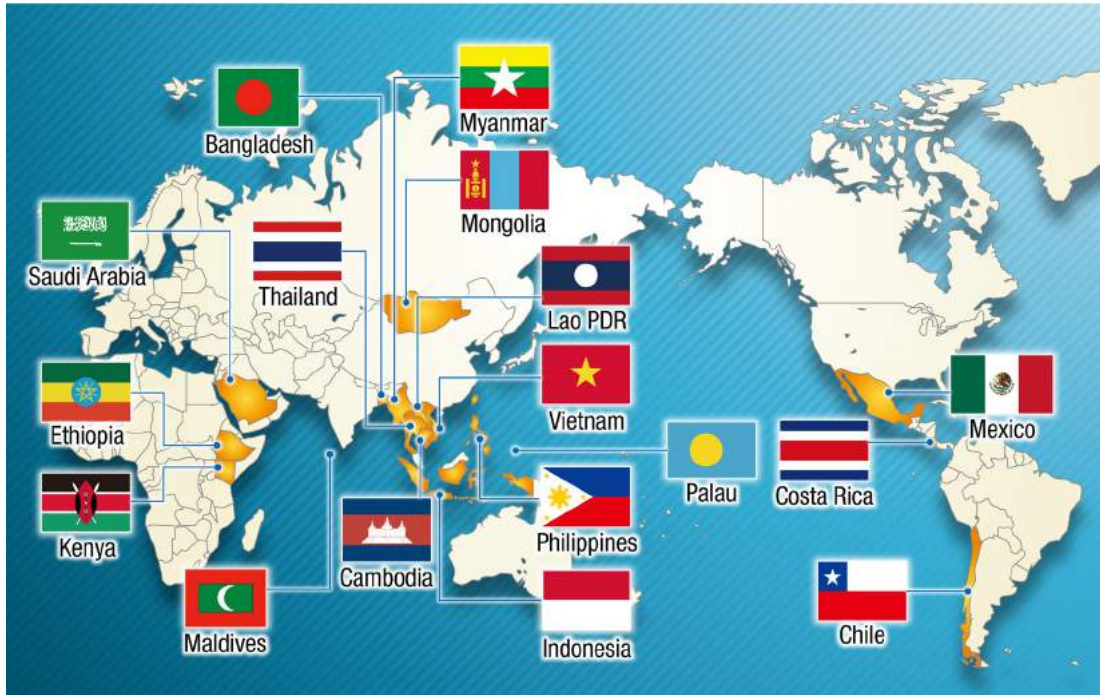 Bangladesh
Myanmar
Mongolia
Saudi Arabia
Thailand
Lao PDR
Ethiopia
Vietnam
Mexico
Palau
Costa Rica
Kenya
Cambodia
Philippines
Maldives
Indonesia
Chile